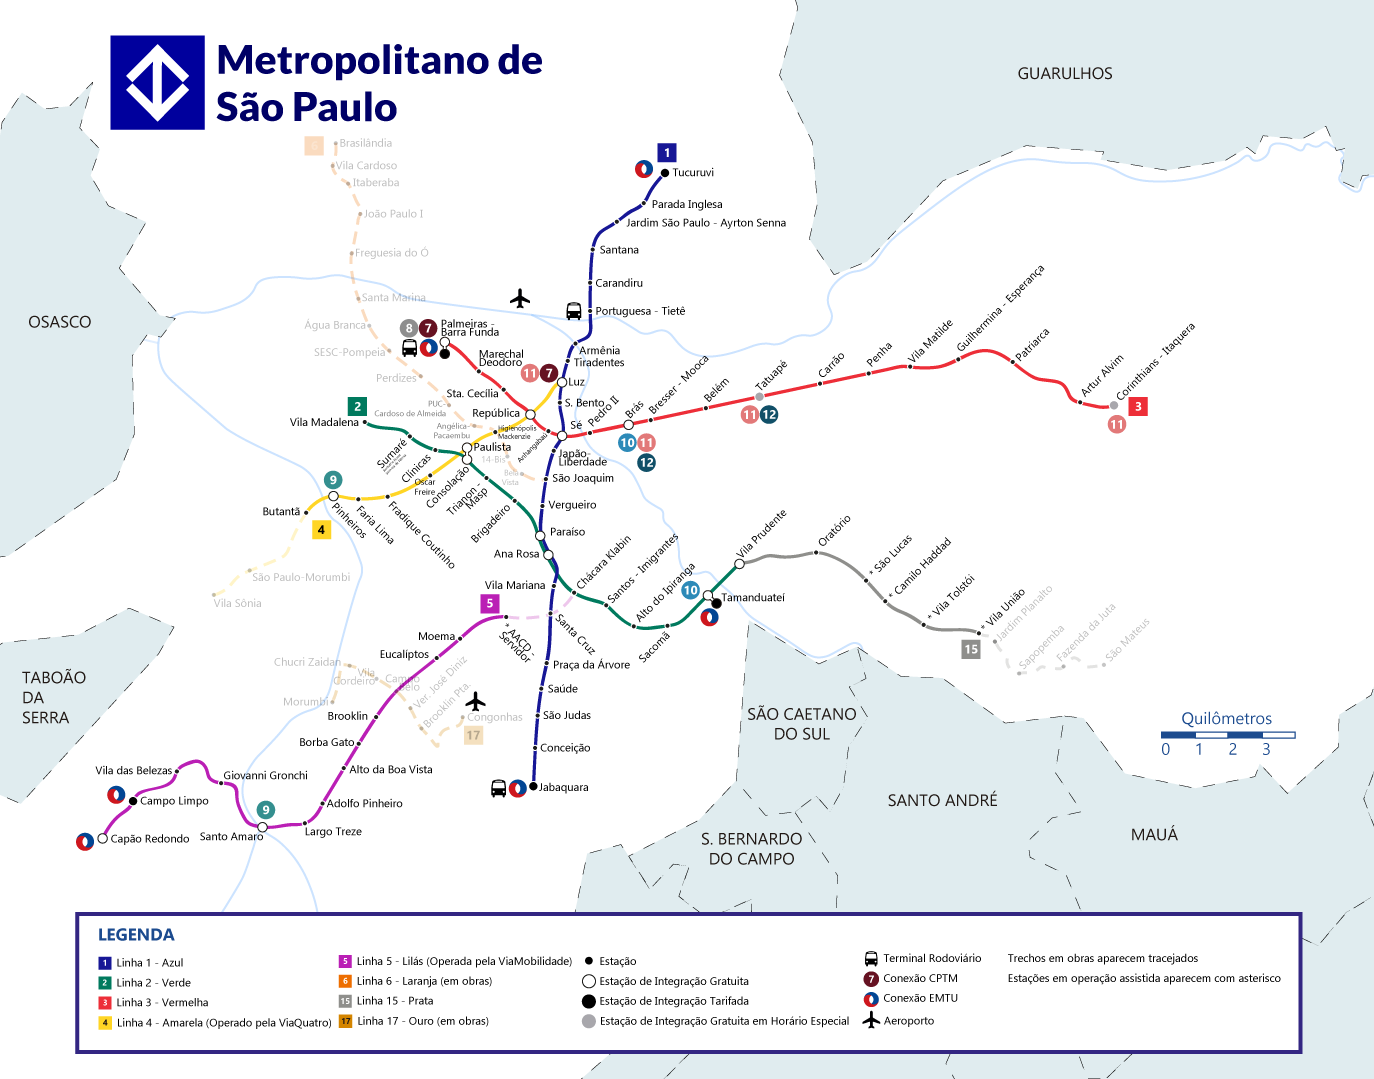 Metropolitano de
São Paulo
GUARULHOS
OSASCO
TABOÃO
DA
SERRA
SÃO CAETANO
DO SUL
SANTO ANDRÉ
S. BERNARDO
DO CAMPO
MAUÁ
Quilômetros
0 1 2 3
6
Brasilândia
Vila Cardoso
Itaberaba
João Paulo I
Freguesia do Ó
Santa Marina
Água Branca
SESC-Pompeia
Perdizes
PUC-
Cardoso de Almeida
Angélica-
Pacaembu
Higienópolis
Mackenzie
14-Bis
Bela
Vista
1
Tucuruvi
Parada Inglesa
Jardim São Paulo - Ayrton Senna
Santana
Carandiru
Portuguesa - Tietê
Armênia
Tiradentes
11 7
Luz
S. Bento
Sé
Japão-
Liberdade
São Joaquim
Vergueiro
Paraíso
Ana Rosa
Vila Mariana
Santa Cruz
Praça da Árvore
Saúde
São Judas
Conceição
Jabaquara
8 7
Palmeiras -
Barra Funda
Marechal
Deodoro
Sta. Cecília
República
Anhangabaú
Pedro II
Brás
10 11
12
Bresser - Mooca
Belém
Tatuapé
11 12
Carrão
Penha
Vila Matilde
Guilhermina - Esperança
Patriarca
Artur Alvim
Corinthians - Itaquera
3
11
2
Vila Madalena
Sumaré
Clínicas
Consolação
Trianon -
Masp
Brigadeiro
Chácara Klabin
Santos - Imigrantes
Alto do Ipiranga
Sacomã
10
Tamanduateí
Vila Prudente
Paulista
Oscar
Freire
Fradique Coutinho
Faria Lima
9
Pinheiros
Butantã
4
São Paulo-Morumbi
Vila Sônia
Oratório
* São Lucas
* Camilo Haddad
* Vila Tolstói
* Vila União
15
Jardim Planalto
Sapopemba
Fazenda da Juta
São Mateus
5
* AACD -
Servidor
Moema
Eucalíptos
Brooklin
Borba Gato
Alto da Boa Vista
Adolfo Pinheiro
Largo Treze
9
Santo Amaro
Giovanni Gronchi
Vila das Belezas
Campo Limpo
Capão Redondo
Chucri Zaidan
Vila
Cordeiro
Campo
Belo
Morumbi
Ver. José Diniz
Brooklin Pta.
Congonhas
17
LEGENDA
1 Linha 1 - Azul
2 Linha 2 - Verde
3 Linha 3 - Vermelha
4 Linha 4 - Amarela (Operado pela ViaQuatro)
5 Linha 5 - Lilás (Operada pela ViaMobilidade)
6 Linha 6 - Laranja (em obras)
15 Linha 15 - Prata
17 Linha 17 - Ouro (em obras)
Estação
Estação de Integração Gratuita
Estação de Integração Tarifada
Estação de Integração Gratuita em Horário Especial
Terminal Rodoviário
7 Conexão CPTM
Conexão EMTU
Aeroporto
Trechos em obras aparecem tracejados
Estações em operação assistida aparecem com asterisco